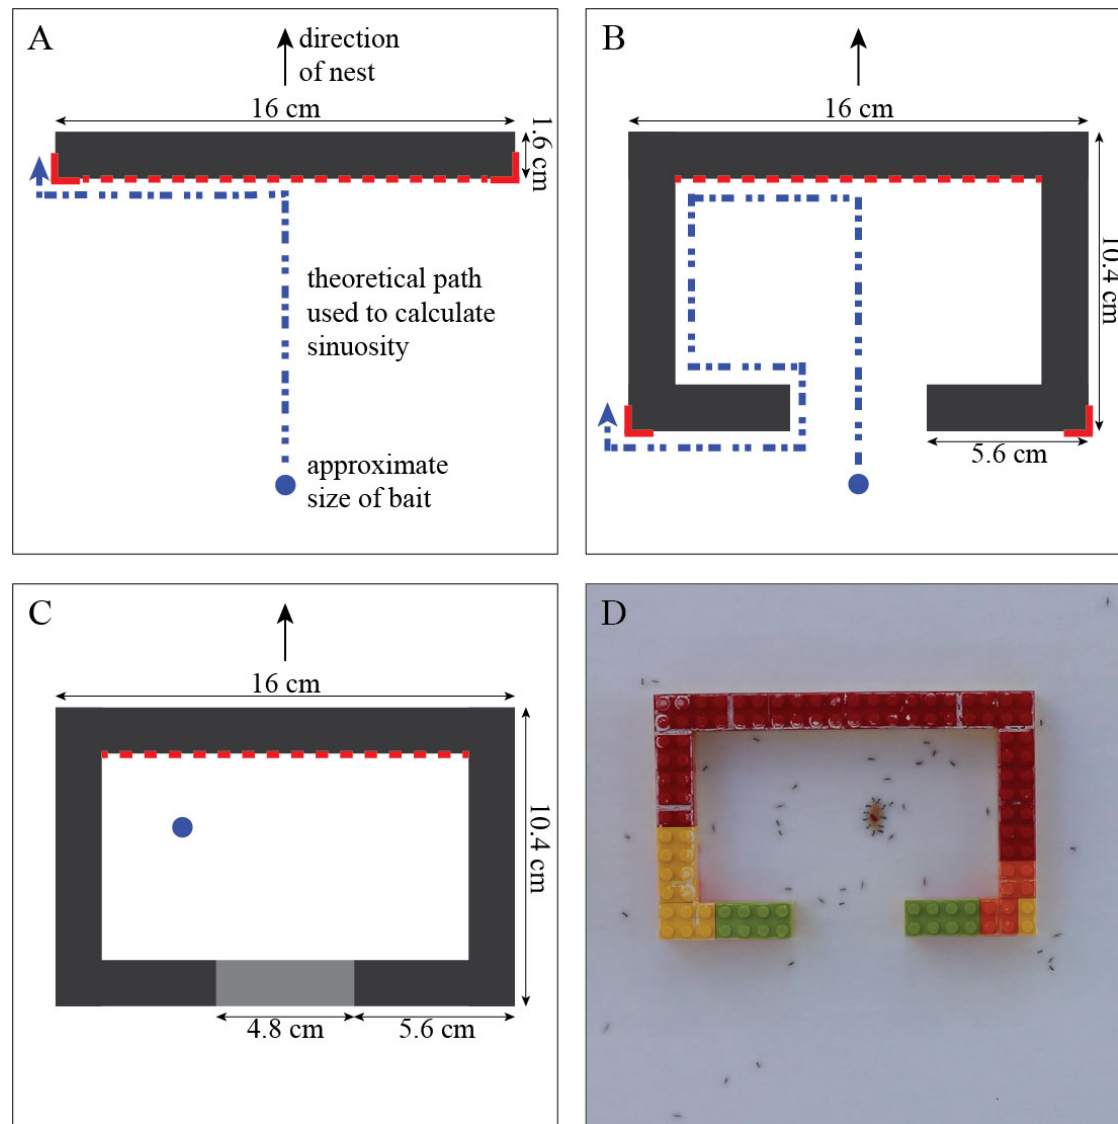 A
direction
of nest
16 cm
1.6 cm
theoretical path
used to calculate
sinuosity
approximate
size of bait
B
16 cm
10.4 cm
5.6 cm
C
16 cm
10.4 cm
4.8 cm
5.6 cm
D